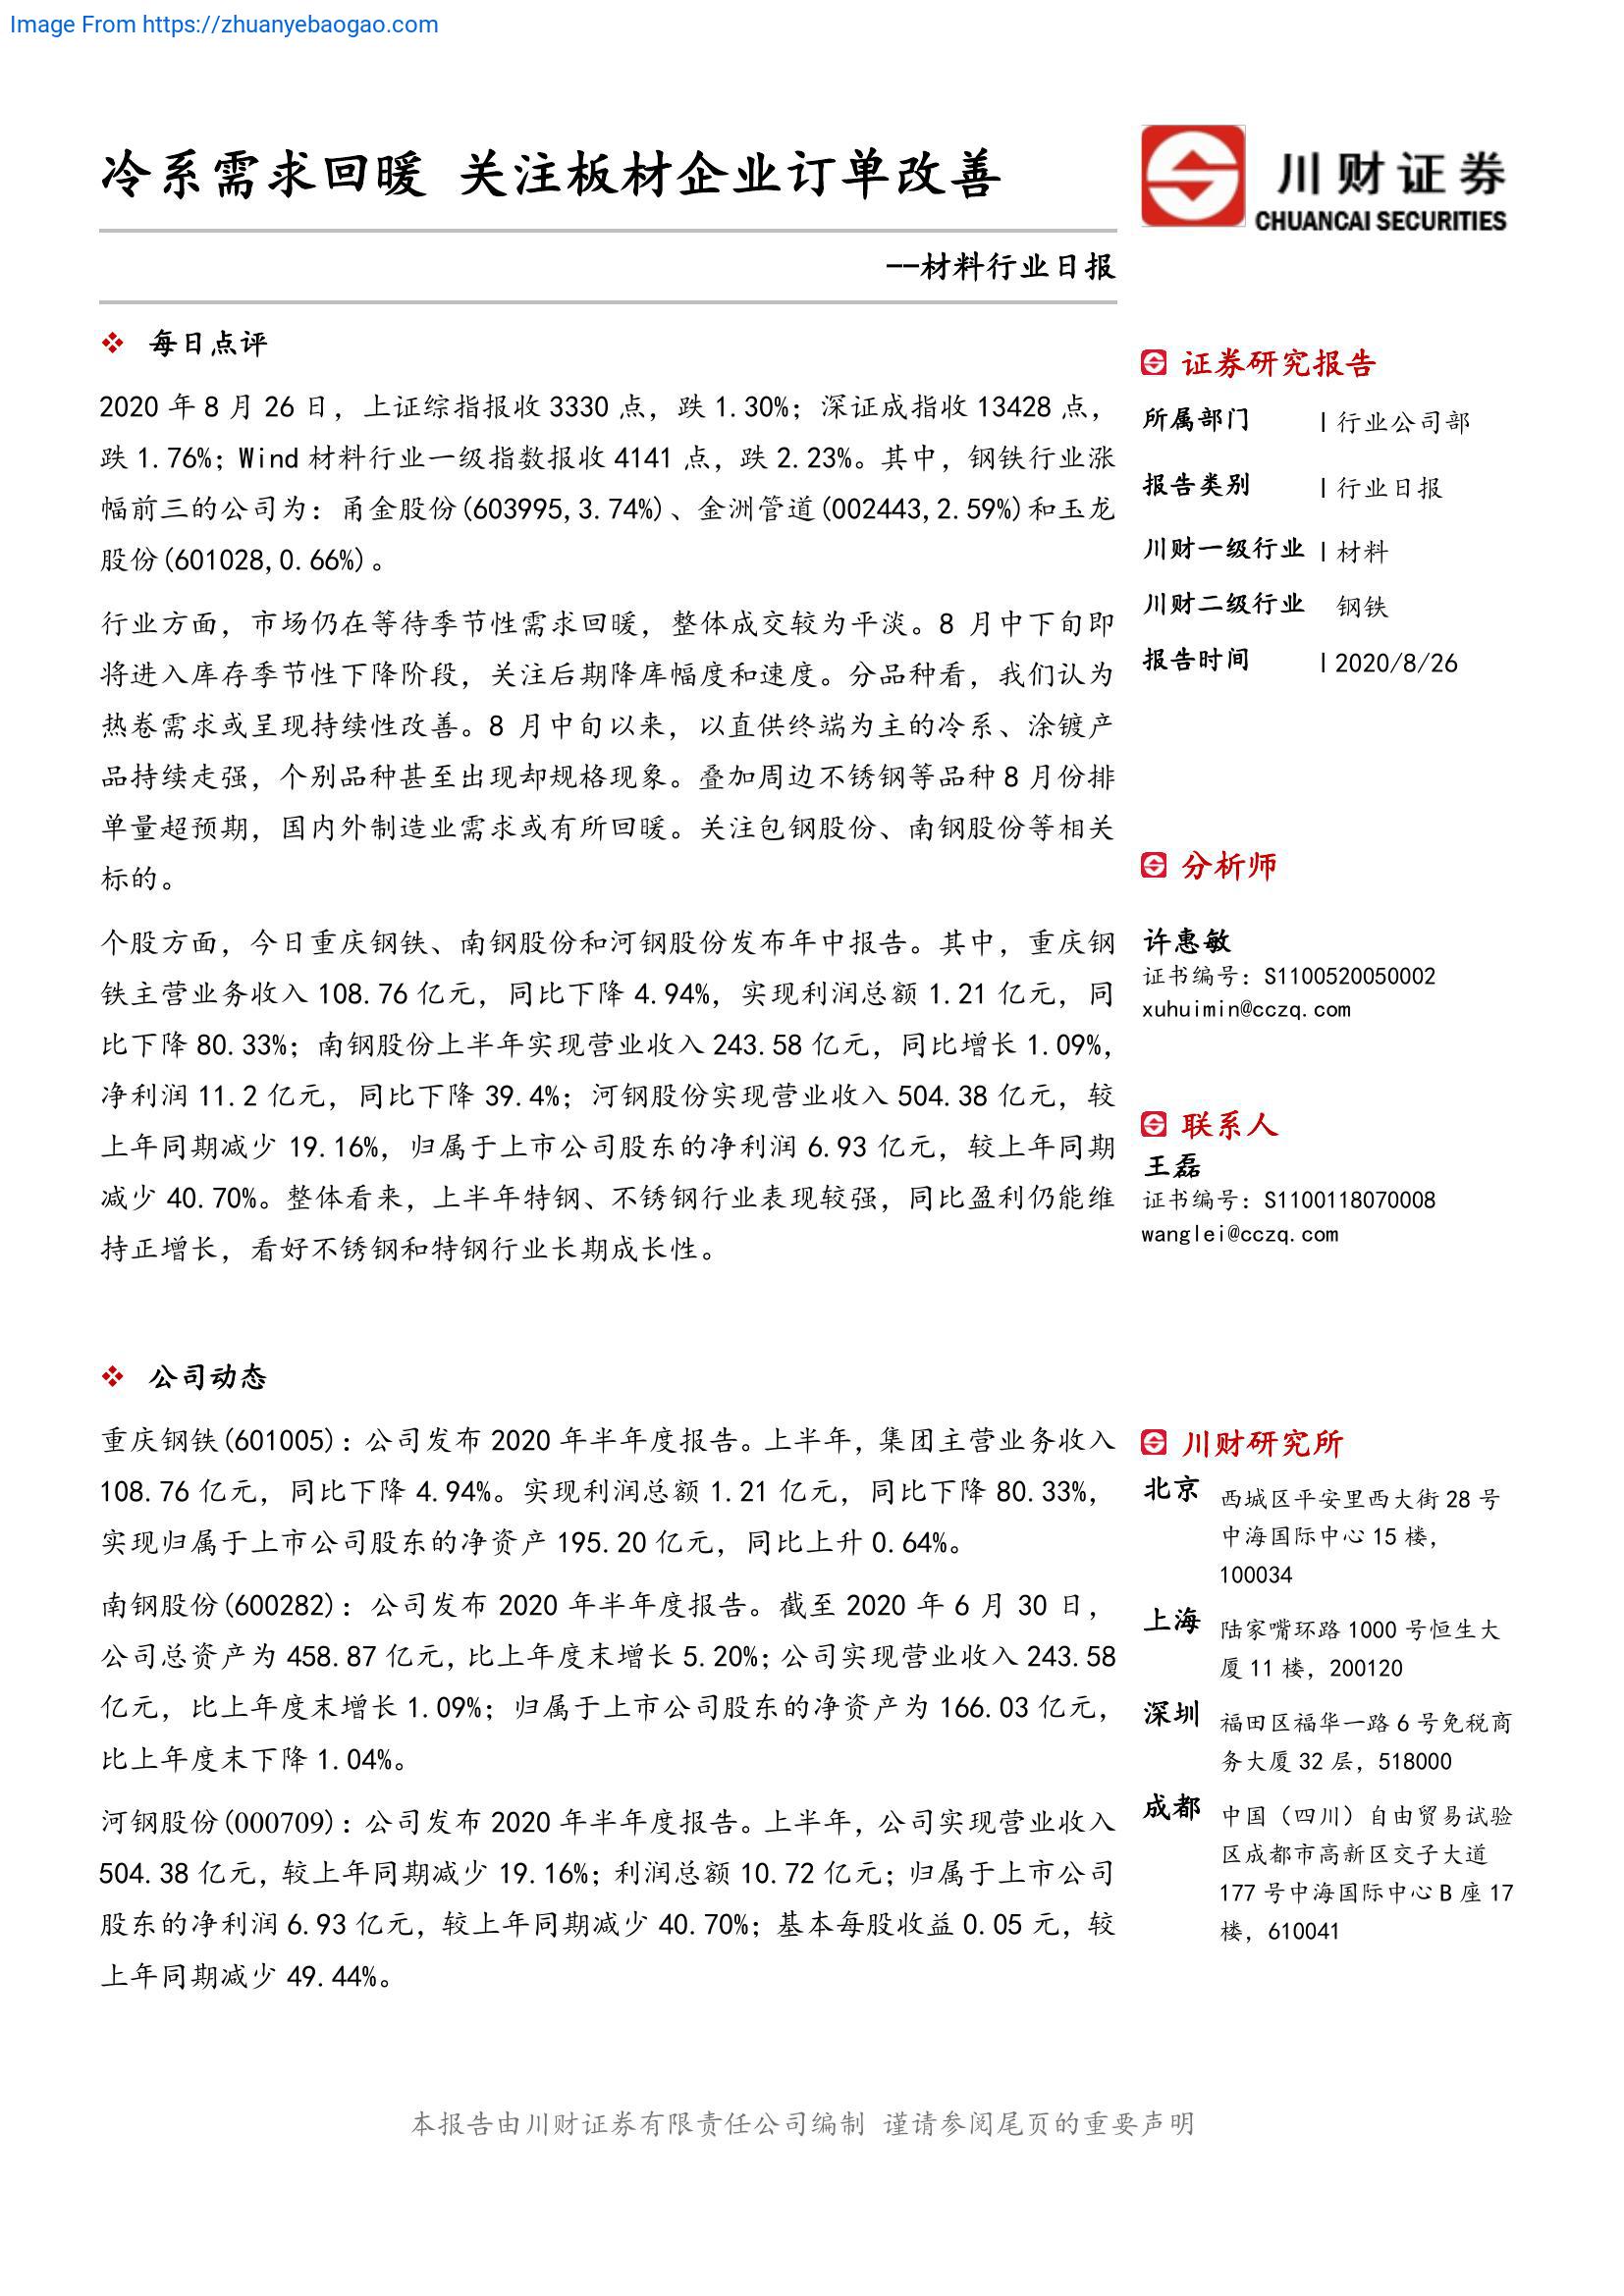 Image From https://zhuanyebaogao.com
冷系需求回暖 关注板材企业订单改善
川财证券
CHUANCAI SECURITIES
--材料行业日报
每日点评
2020 年 8 月 26 日，上证综指报收 3330 点，跌 1.30%；深证成指收 13428 点，
跌 1.76%；Wind 材料行业一级指数报收 4141 点，跌 2.23%。其中，钢铁行业涨
幅前三的公司为：甬金股份(603995,3.74%)、金洲管道(002443,2.59%)和玉龙
股份(601028,0.66%)。
行业方面，市场仍在等待季节性需求回暖，整体成交较为平淡。8 月中下旬即
将进入库存季节性下降阶段，关注后期降库幅度和速度。分品种看，我们认为
热卷需求或呈现持续性改善。8 月中旬以来，以直供终端为主的冷系、涂镀产
品持续走强，个别品种甚至出现却规格现象。叠加周边不锈钢等品种 8 月份排
单量超预期，国内外制造业需求或有所回暖。关注包钢股份、南钢股份等相关
标的。
个股方面，今日重庆钢铁、南钢股份和河钢股份发布年中报告。其中，重庆钢
铁主营业务收入 108.76 亿元，同比下降 4.94%，实现利润总额 1.21 亿元，同
比下降 80.33%；南钢股份上半年实现营业收入 243.58 亿元，同比增长 1.09%，
净利润 11.2 亿元，同比下降 39.4%；河钢股份实现营业收入 504.38 亿元，较
上年同期减少 19.16%，归属于上市公司股东的净利润 6.93 亿元，较上年同期
减少 40.70%。整体看来，上半年特钢、不锈钢行业表现较强，同比盈利仍能维
持正增长，看好不锈钢和特钢行业长期成长性。
公司动态
重庆钢铁(601005)：公司发布 2020 年半年度报告。上半年，集团主营业务收入
108.76 亿元，同比下降 4.94%。实现利润总额 1.21 亿元，同比下降 80.33%，
实现归属于上市公司股东的净资产 195.20 亿元，同比上升 0.64%。
南钢股份(600282)：公司发布 2020 年半年度报告。截至 2020 年 6 月 30 日，
公司总资产为 458.87 亿元，比上年度末增长 5.20%；公司实现营业收入 243.58
亿元，比上年度末增长 1.09%；归属于上市公司股东的净资产为 166.03 亿元，
比上年度末下降 1.04%。
河钢股份(000709)：公司发布 2020 年半年度报告。上半年，公司实现营业收入
504.38 亿元，较上年同期减少 19.16%；利润总额 10.72 亿元；归属于上市公司
股东的净利润 6.93 亿元，较上年同期减少 40.70%；基本每股收益 0.05 元，较
上年同期减少 49.44%。
证券研究报告
所属部门 | 行业公司部
报告类别 | 行业日报
川财一级行业 | 材料
川财二级行业 钢铁
报告时间 | 2020/8/26
分析师
许惠敏
证书编号：S1100520050002
xuhuimin@cczq.com
联系人
王磊
证书编号：S1100118070008
wanglei@cczq.com
川财研究所
北京 西城区平安里西大街 28 号
中海国际中心 15 楼，
100034
上海 陆家嘴环路 1000 号恒生大
厦 11 楼，200120
深圳 福田区福华一路 6 号免税商
务大厦 32 层，518000
成都 中国（四川）自由贸易试验
区成都市高新区交子大道
177 号中海国际中心 B 座 17
楼，610041
本报告由川财证券有限责任公司编制 谨请参阅尾页的重要声明